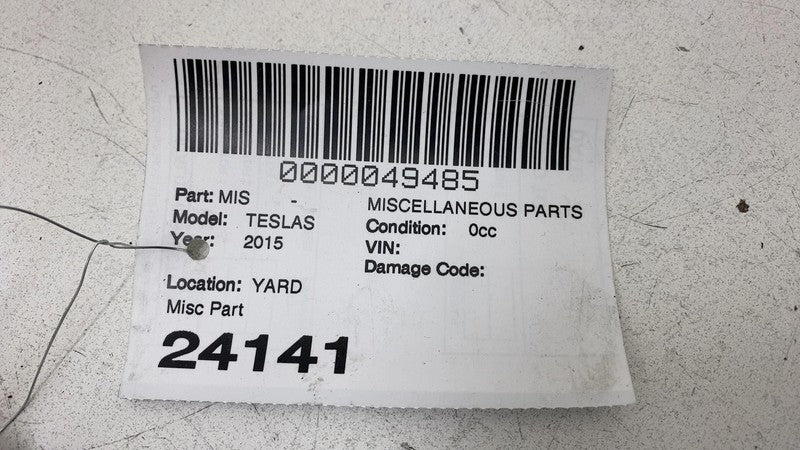 0000049485
Part: MIS - MISCELLANEOUS PARTS
Model: TESLAS Condition: 0cc
Year: 2015 VIN:
Damage Code:
Location: YARD
Misc Part
24141